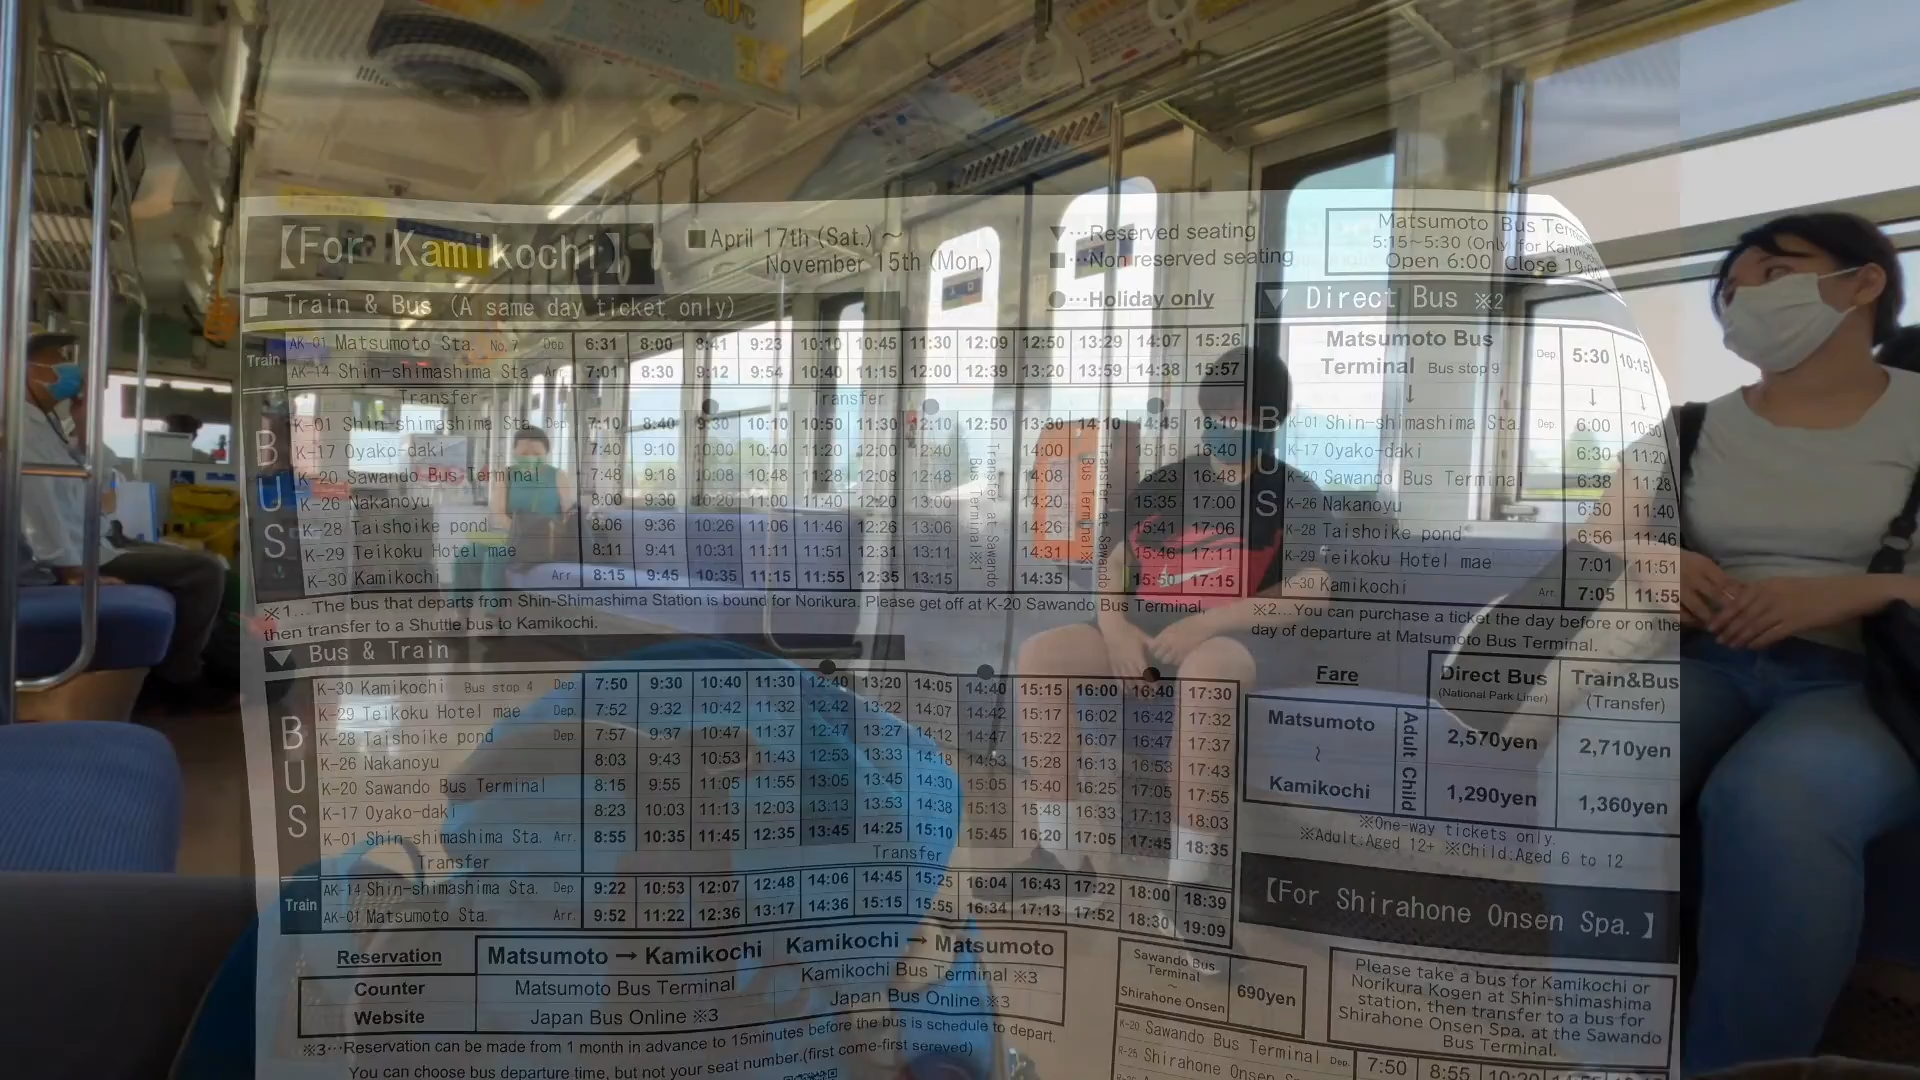 【For Kamikochi】
■April 17th (Sat.) ～
November 15th (Mon.)
▼…Reserved seating
■…Non reserved seating
●…Holiday only
Matsumoto Bus
5:15~5:30 (Only for
Open 6:00 Close
■ Train & Bus (A same day ticket only)
Train
AK-01 Matsumoto Sta. No.7 Dep 6:31 8:00 8:41 9:23 10:10 10:45 11:30 12:09 12:50 13:29 14:07 15:26
AK-14 Shin-shimashima Sta. Arr 7:01 8:30 9:12 9:54 10:40 11:15 12:00 12:39 13:20 13:59 14:38 15:57
Transfer Transfer
BUS
K-01 Shin-shimashima Sta. Dep 7:10 8:40 9:30 10:10 10:50 11:30 12:10 12:50 13:30 14:10 14:45 16:10
K-17 Oyako-daki 7:40 9:10 10:00 10:40 11:20 12:00 12:40 14:00 15:15 16:40
K-20 Sawando Bus Terminal 7:48 9:18 10:08 10:48 11:28 12:08 12:48 14:08 15:23 16:48
K-26 Nakanoyu 8:00 9:30 10:20 11:00 11:40 12:20 13:00 14:20 15:35 17:00
K-28 Taishoike pond 8:06 9:36 10:26 11:06 11:46 12:26 13:06 14:26 15:41 17:06
K-29 Teikoku Hotel mae 8:11 9:41 10:31 11:11 11:51 12:31 13:11 14:31 15:46 17:11
K-30 Kamikochi Arr. 8:15 9:45 10:35 11:15 11:55 12:35 13:15 14:35 15:50 17:15
Transfer at Sawando
Bus Terminal ※1
Transfer at Sawando
Bus Terminal ※1
※1...The bus that departs from Shin-Shimashima Station is bound for Norikura. Please get off at K-20 Sawando Bus Terminal,
then transfer to a Shuttle bus to Kamikochi.
▼ Direct Bus ※2
Matsumoto Bus
Terminal Bus stop 9 Dep. 5:30 10:15
↓ ↓ ↓
BUS
K-01 Shin-shimashima Sta. Dep. 6:00 10:50
K-17 Oyako-daki 6:30 11:20
K-20 Sawando Bus Terminal 6:38 11:28
K-26 Nakanoyu 6:50 11:40
K-28 Taishoike pond 6:56 11:46
K-29 Teikoku Hotel mae 7:01 11:51
K-30 Kamikochi Arr. 7:05 11:55
※2...You can purchase a ticket the day before or on the
day of departure at Matsumoto Bus Terminal.
▼ Bus & Train
BUS
K-30 Kamikochi Bus stop 4 Dep. 7:50 9:30 10:40 11:30 12:40 13:20 14:05 14:40 15:15 16:00 16:40 17:30
K-29 Teikoku Hotel mae Dep. 7:52 9:32 10:42 11:32 12:42 13:22 14:07 14:42 15:17 16:02 16:42 17:32
K-28 Taishoike pond Dep. 7:57 9:37 10:47 11:37 12:47 13:27 14:12 14:47 15:22 16:07 16:47 17:37
K-26 Nakanoyu 8:03 9:43 10:53 11:43 12:53 13:33 14:18 14:53 15:28 16:13 16:53 17:43
K-20 Sawando Bus Terminal 8:15 9:55 11:05 11:55 13:05 13:45 14:30 15:05 15:40 16:25 17:05 17:55
K-17 Oyako-daki 8:23 10:03 11:13 12:03 13:13 13:53 14:38 15:13 15:48 16:33 17:13 18:03
K-01 Shin-shimashima Sta. Arr. 8:55 10:35 11:45 12:35 13:45 14:25 15:10 15:45 16:20 17:05 17:45 18:35
Transfer Transfer
Train
AK-14 Shin-shimashima Sta. Dep. 9:22 10:53 12:07 12:48 14:06 14:45 15:25 16:04 16:43 17:22 18:00 18:39
AK-01 Matsumoto Sta. Arr. 9:52 11:22 12:36 13:17 14:36 15:15 15:55 16:34 17:13 17:52 18:30 19:09
Fare Direct Bus Train&Bus
(National Park Liner) (Transfer)
Matsumoto
～
Kamikochi
Adult 2,570yen 2,710yen
Child 1,290yen 1,360yen
※One-way tickets only.
※Adult:Aged 12+ ※Child:Aged 6 to 12
Reservation Matsumoto → Kamikochi Kamikochi → Matsumoto
Counter Matsumoto Bus Terminal Kamikochi Bus Terminal ※3
Website Japan Bus Online ※3 Japan Bus Online ※3
※3…Reservation can be made from 1 month in advance to 15minutes before the bus is schedule to depart.
You can choose bus departure time, but not your seat number.(first come-first sereved)
【For Shirahone Onsen Spa.】
Sawando Bus
Terminal
～
Shirahone Onsen
690yen
Please take a bus for Kamikochi or
Norikura Kogen at Shin-shimashima
station, then transfer to a bus for
Shirahone Onsen Spa. at the Sawando
Bus Terminal.
K-20 Sawando Bus Terminal Dep. 7:50 8:55
R-25 Shirahone Onsen